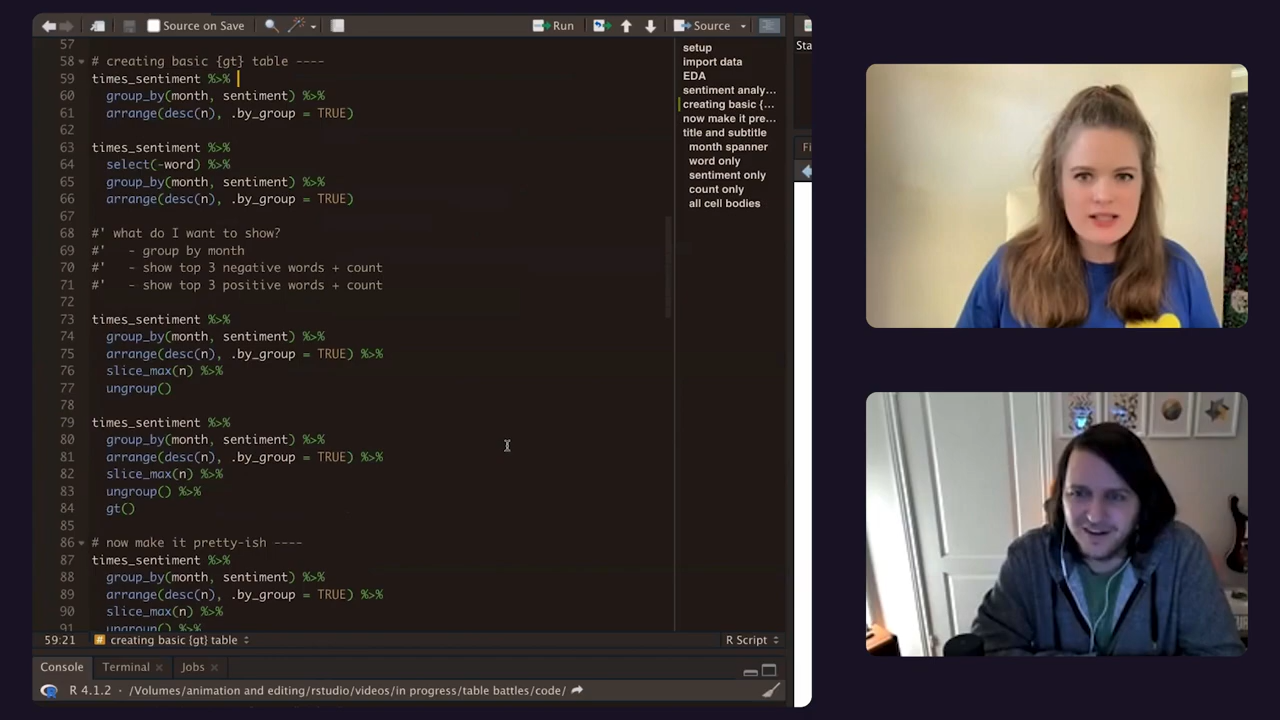 Source on Save
Run
Source
57
58 # creating basic {gt} table ----
59 times_sentiment %>%
60 group_by(month, sentiment) %>%
61 arrange(desc(n), .by_group = TRUE)
62
63 times_sentiment %>%
64 select(-word) %>%
65 group_by(month, sentiment) %>%
66 arrange(desc(n), .by_group = TRUE)
67
68 #' what do I want to show?
69 #' - group by month
70 #' - show top 3 negative words + count
71 #' - show top 3 positive words + count
72
73 times_sentiment %>%
74 group_by(month, sentiment) %>%
75 arrange(desc(n), .by_group = TRUE) %>%
76 slice_max(n) %>%
77 ungroup()
78
79 times_sentiment %>%
80 group_by(month, sentiment) %>%
81 arrange(desc(n), .by_group = TRUE) %>%
82 slice_max(n) %>%
83 ungroup() %>%
84 gt()
85
86 # now make it pretty-ish ----
87 times_sentiment %>%
88 group_by(month, sentiment) %>%
89 arrange(desc(n), .by_group = TRUE) %>%
90 slice_max(n) %>%
91 ungroup() %>%
setup
import data
EDA
sentiment analy...
creating basic {...
now make it pre...
title and subtitle
month spanner
word only
sentiment only
count only
all cell bodies
Sta
Fi
59:21 # creating basic {gt} table
R Script
Console
Terminal
Jobs
R 4.1.2 · /Volumes/animation and editing/rstudio/videos/in progress/table battles/code/